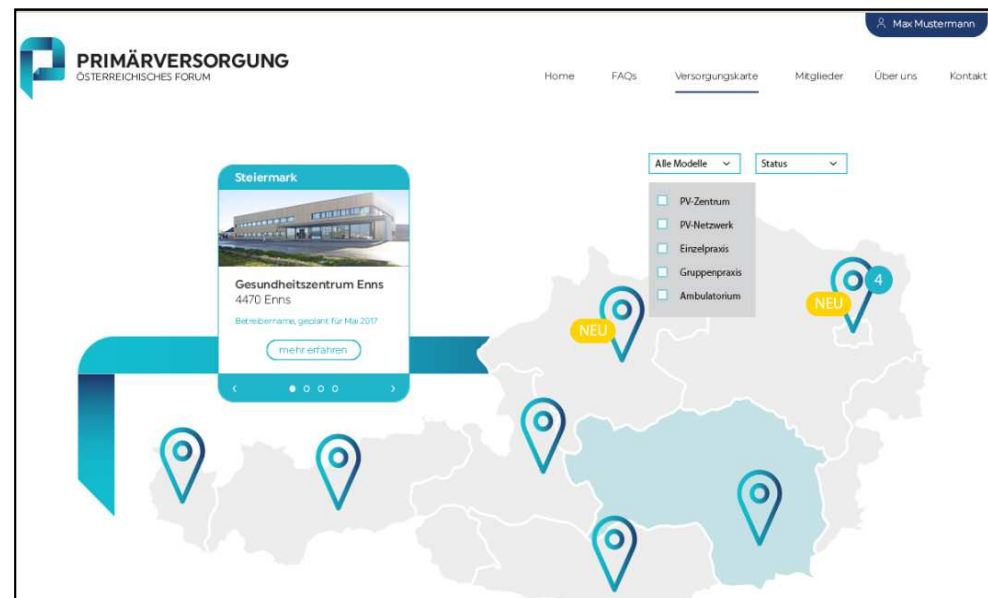 Max Mustermann
PRIMÄRVERSORGUNG
ÖSTERREICHISCHES FORUM
Home FAQs Versorgungskarte Mitglieder Über uns Kontakt
Alle Modelle Status
Steiermark
PV-Zentrum
PV-Netzwerk
Einzelpraxis
Gruppenpraxis
Ambulatorium
Gesundheitszentrum Enns
4470 Enns
Betreibername, geplant für Mai 2017
mehr erfahren
4
NEU
NEU